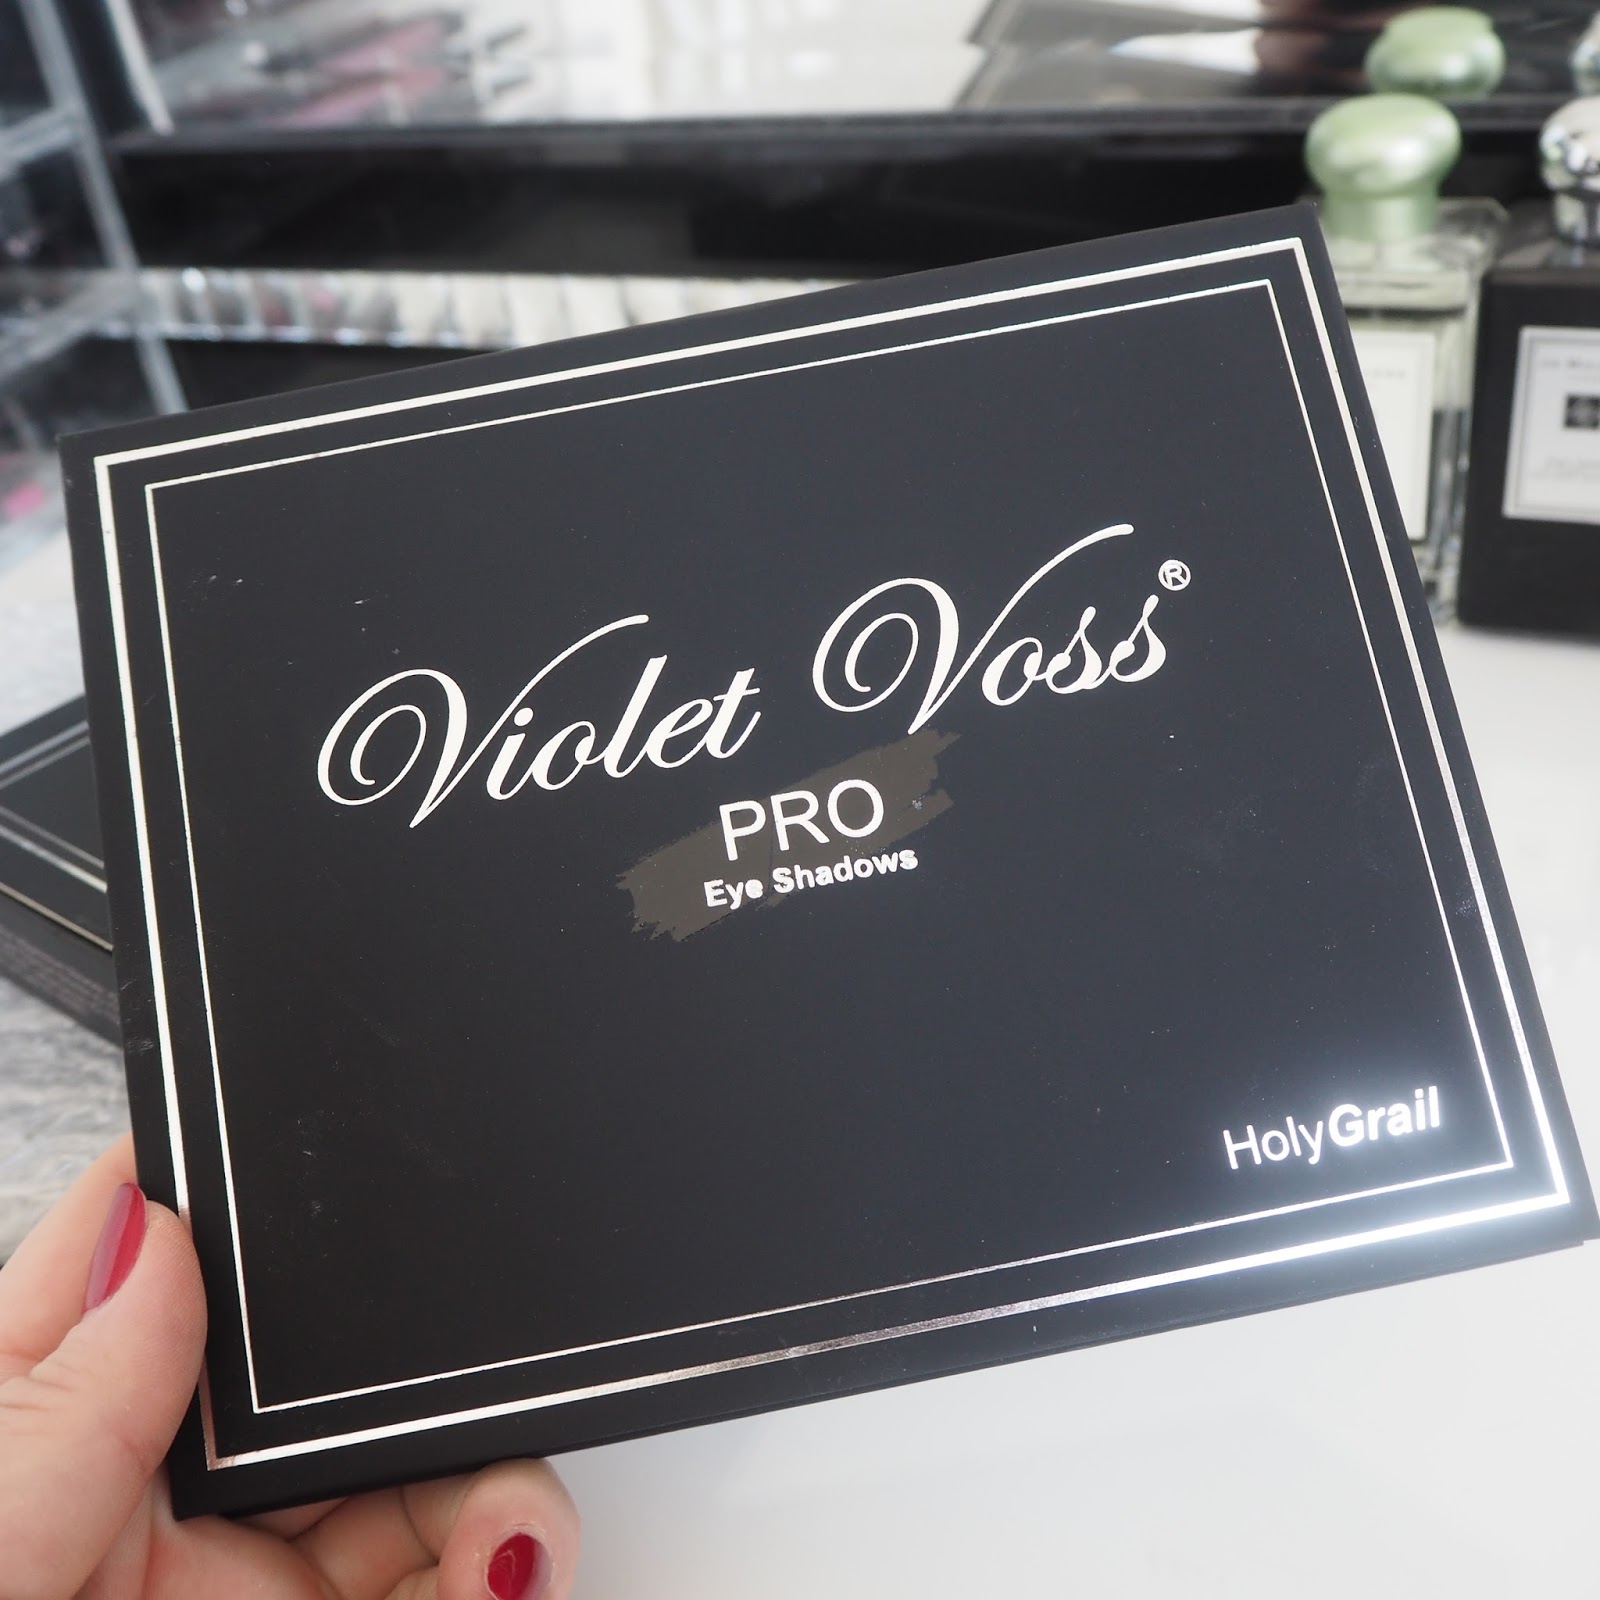 Violet Voss®
PRO
Eye Shadows
HolyGrail